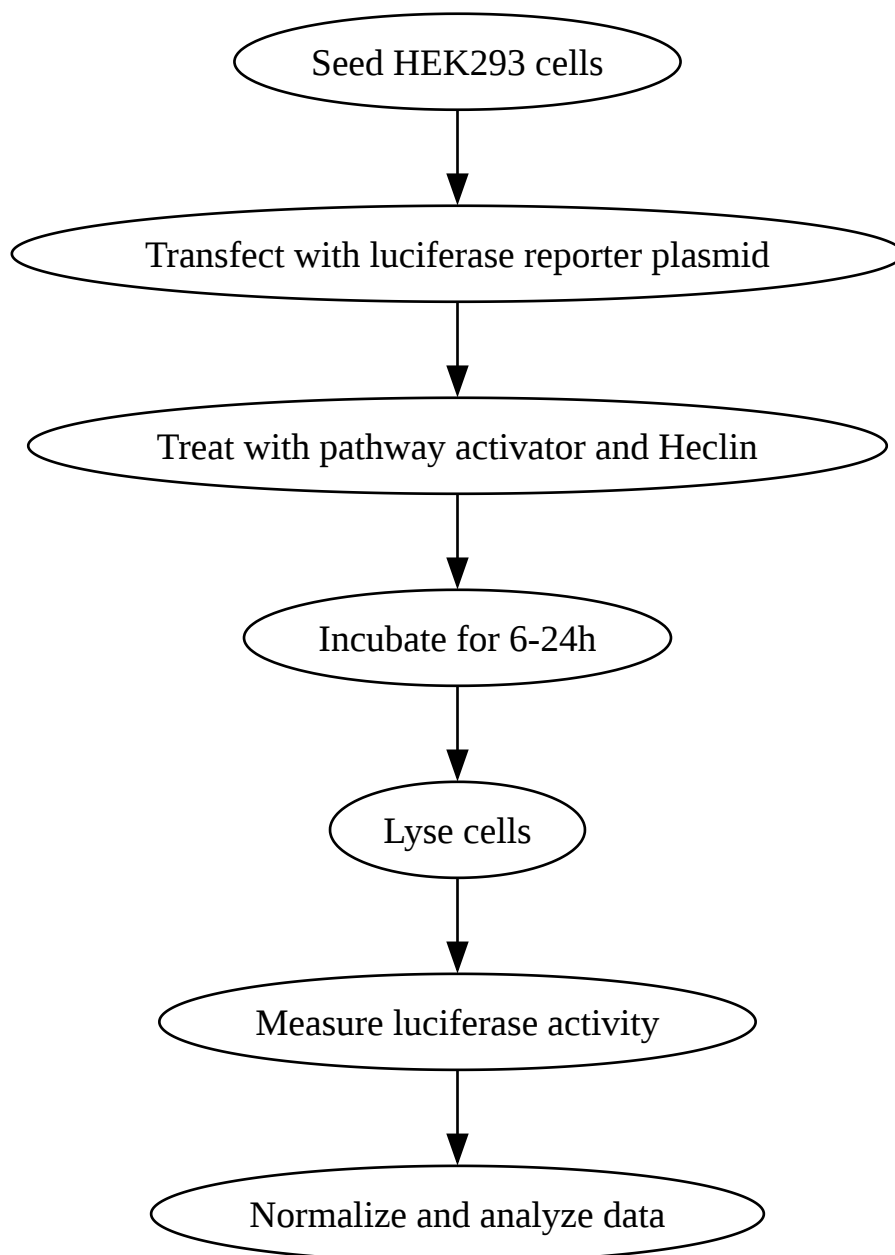 Seed HEK293 cells
Transfect with luciferase reporter plasmid
Treat with pathway activator and Heclin
Incubate for 6-24h
Lyse cells
Measure luciferase activity
Normalize and analyze data